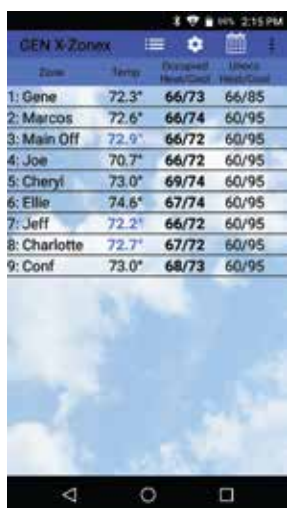 2:15 PM
GEN X-Zonex
Zone Temp Occupied Heat/Cool Unocc Heat/Cool
1: Gene 72.3° 66/73 66/85
2: Marcos 72.6° 66/74 60/95
3: Main Off 72.9° 66/72 60/95
4: Joe 70.7° 66/72 60/95
5: Cheryl 73.0° 69/74 60/95
6: Ellie 74.6° 67/74 60/95
7: Jeff 72.2° 66/72 60/95
8: Charlotte 72.7° 67/72 60/95
9: Conf 73.0° 68/73 60/95